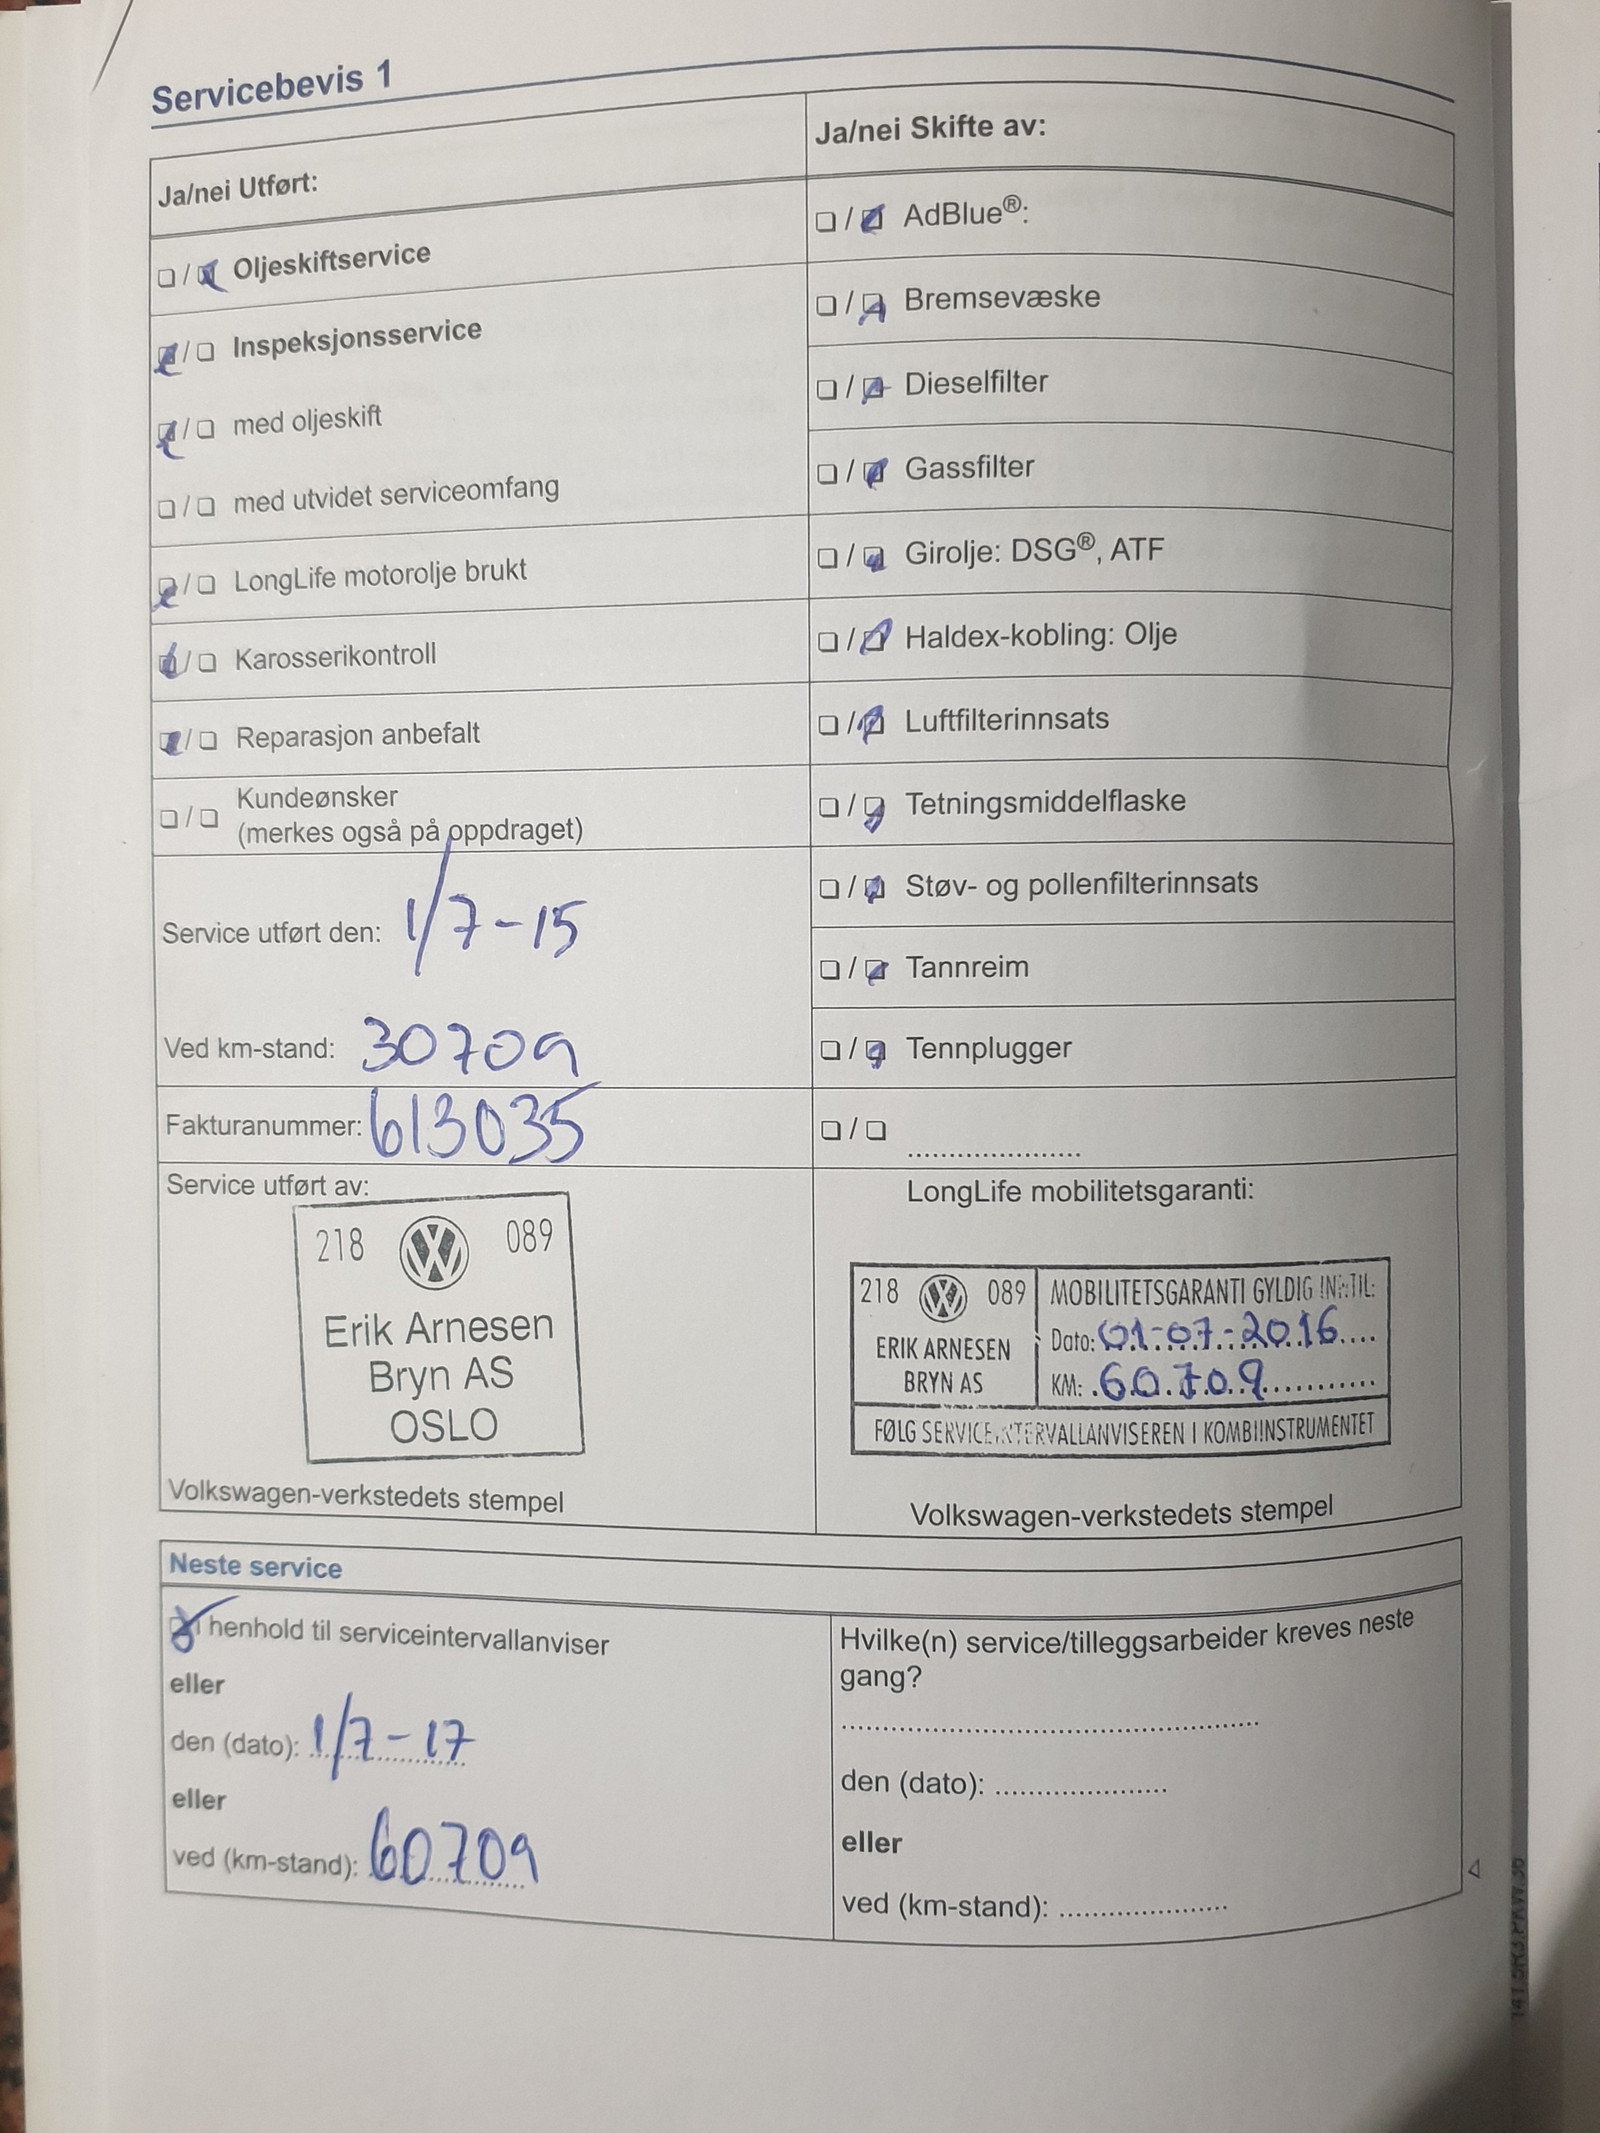 Servicebevis 1
Ja/nei Utført:
☐/☒ Oljeskiftservice
☒/☐ Inspeksjonsservice
☒/☐ med oljeskift
☐/☐ med utvidet serviceomfang
☒/☐ LongLife motorolje brukt
☒/☐ Karosserikontroll
☒/☐ Reparasjon anbefalt
☐/☐ Kundeønsker
(merkes også på oppdraget)
Service utført den: 1/7-15
Ved km-stand: 30709
Fakturanummer: 613035
Service utført av:
218 089
Erik Arnesen
Bryn AS
OSLO
Volkswagen-verkstedets stempel
Ja/nei Skifte av:
☐/☒ AdBlue®:
☐/☒ Bremsevæske
☐/☒ Dieselfilter
☐/☒ Gassfilter
☐/☒ Girolje: DSG®, ATF
☐/☒ Haldex-kobling: Olje
☐/☒ Luftfilterinnsats
☐/☒ Tetningsmiddelflaske
☐/☒ Støv- og pollenfilterinnsats
☐/☒ Tannreim
☐/☒ Tennplugger
☐/☐ .....................
LongLife mobilitetsgaranti:
218 089
ERIK ARNESEN
BRYN AS
MOBILITETSGARANTI GYLDIG INNTIL:
Dato: 01-07-2016
KM: 60709
FØLG SERVICEINTERVALLANVISEREN I KOMBIINSTRUMENTET
Volkswagen-verkstedets stempel
Neste service
☒ I henhold til serviceintervallanviser
eller
den (dato): 1/7-17
eller
ved (km-stand): 60709
Hvilke(n) service/tilleggsarbeider kreves neste
gang?
..................................................
den (dato): .....................
eller
ved (km-stand): .....................